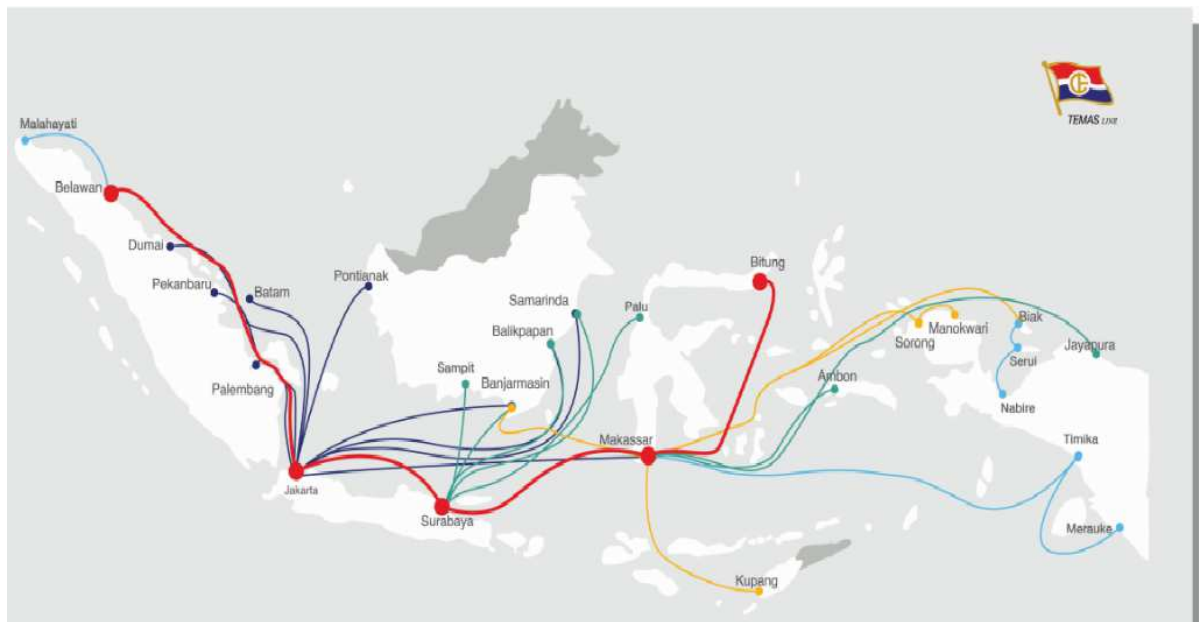 TEMAS LINE
Malahayati
Belawan
Dumai
Pekanbaru
Batam
Pontianak
Palembang
Samarinda
Palu
Bitung
Balikpapan
Sampit
Banjarmasin
Makassar
Ambon
Sorong
Manokwari
Biak
Serui
Jayapura
Nabire
Timika
Jakarta
Surabaya
Merauke
Kupang